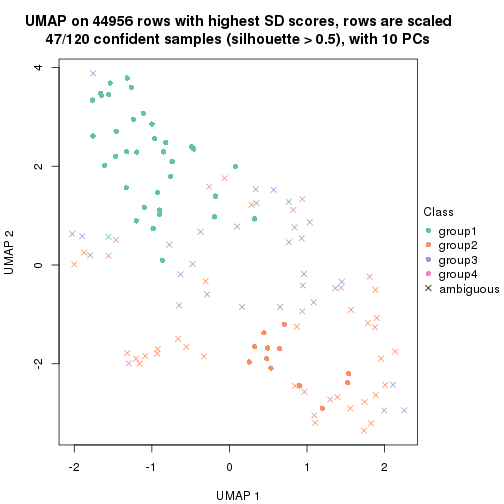 UMAP on 44956 rows with highest SD scores, rows are scaled
47/120 confident samples (silhouette > 0.5), with 10 PCs
4
2
0
-2
UMAP 2
-2
-1
0
1
2
UMAP 1
Class
group1
group2
group3
group4
ambiguous